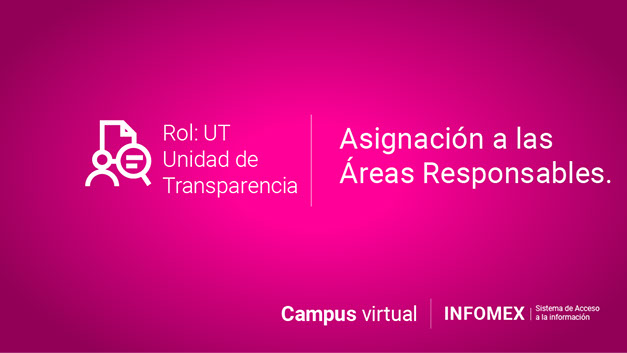 Rol: UT
Unidad de
Transparencia
Asignación a las
Áreas Responsables.
Campus virtual
INFOMEX
Sistema de Acceso
a la información